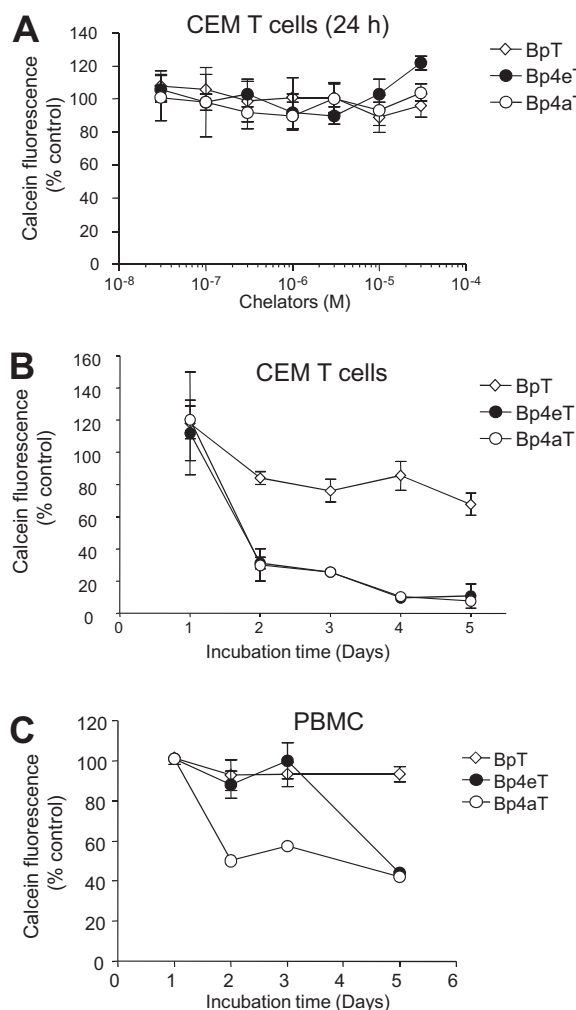 A
CEM T cells (24 h)
BpT
Bp4eT
Bp4aT
Calcein fluorescence
(% control)
140
120
100
80
60
40
20
0
10-8 10-7 10-6 10-5 10-4
Chelators (M)
B
CEM T cells
BpT
Bp4eT
Bp4aT
Calcein fluorescence
(% control)
160
140
120
100
80
60
40
20
0
0 1 2 3 4 5
Incubation time (Days)
C
PBMC
BpT
Bp4eT
Bp4aT
Calcein fluorescence
(% control)
120
100
80
60
40
20
0
0 1 2 3 4 5 6
Incubation time (Days)